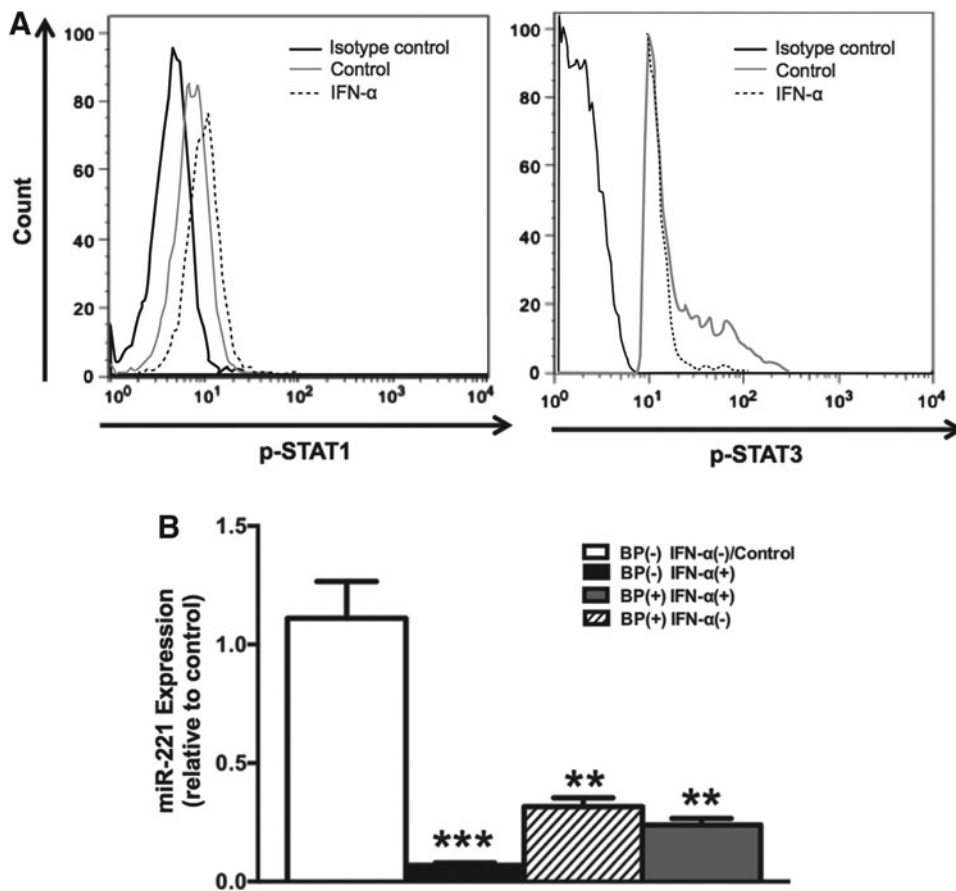 A
Count
100
80
60
40
20
0
Isotype control
Control
IFN-α
10⁰ 10¹ 10² 10³ 10⁴
p-STAT1
100
80
60
40
20
0
Isotype control
Control
IFN-α
10⁰ 10¹ 10² 10³ 10⁴
p-STAT3
B
miR-221 Expression
(relative to control)
1.5
1.0
0.5
0.0
BP(-) IFN-α(-)/Control
BP(-) IFN-α(+)
BP(+) IFN-α(+)
BP(+) IFN-α(-)
***
**
**